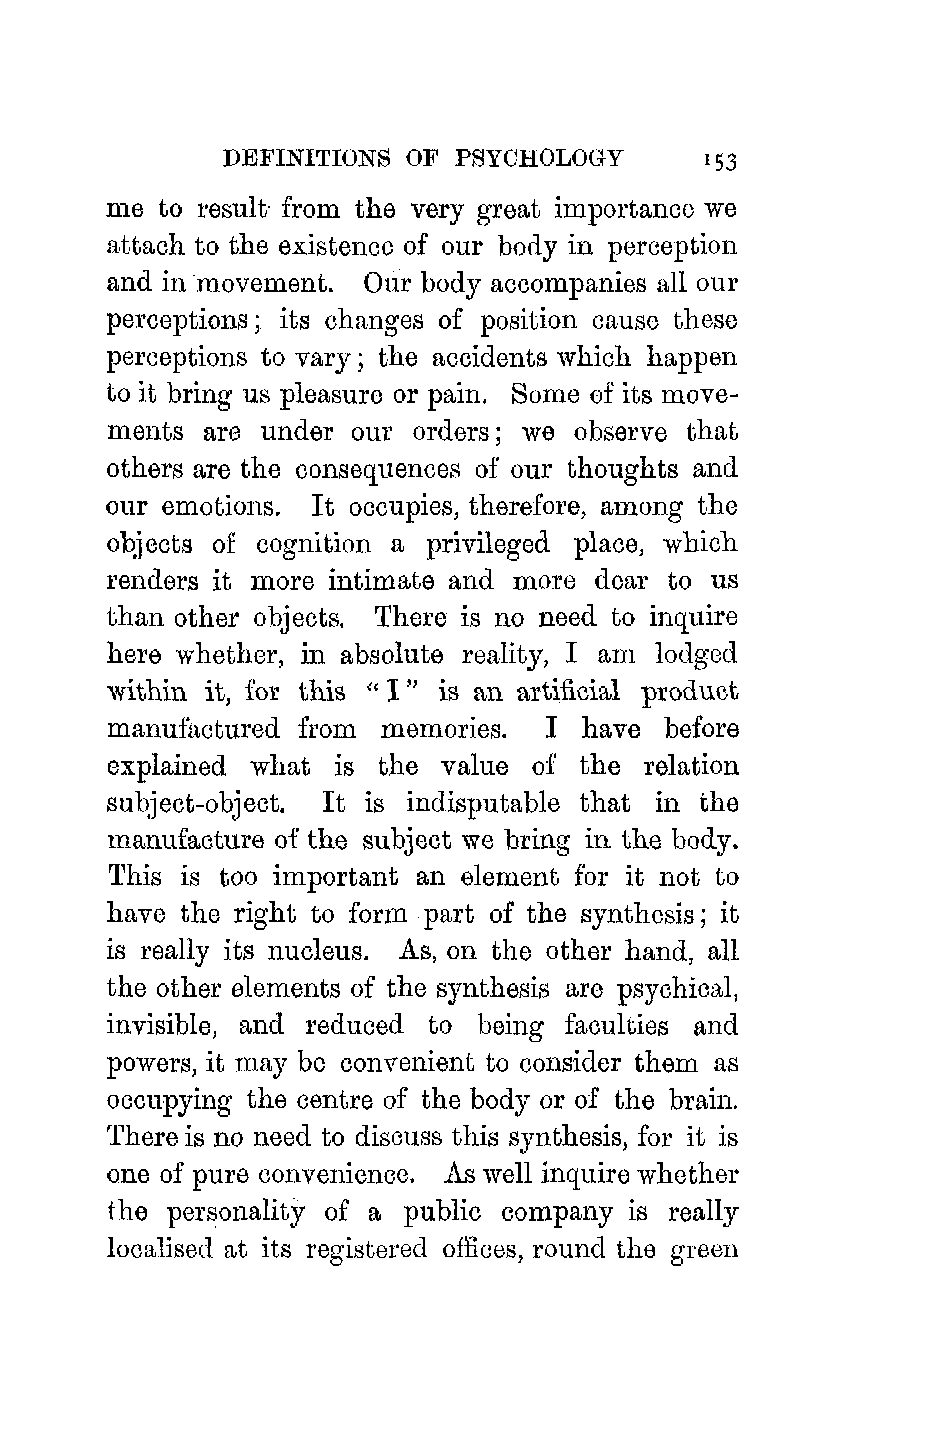 DEFINITIONS OF PSYCHOLOGY 153
me to result from the very great importance we
attach to the existence of our body in perception
and in movement. Our body accompanies all our
perceptions; its changes of position cause these
perceptions to vary; the accidents which happen
to it bring us pleasure or pain. Some of its move-
ments are under our orders; we observe that
others are the consequences of our thoughts and
our emotions. It occupies, therefore, among the
objects of cognition a privileged place, which
renders it more intimate and more dear to us
than other objects. There is no need to inquire
here whether, in absolute reality, I am lodged
within it, for this “I” is an artificial product
manufactured from memories. I have before
explained what is the value of the relation
subject-object. It is indisputable that in the
manufacture of the subject we bring in the body.
This is too important an element for it not to
have the right to form part of the synthesis; it
is really its nucleus. As, on the other hand, all
the other elements of the synthesis are psychical,
invisible, and reduced to being faculties and
powers, it may be convenient to consider them as
occupying the centre of the body or of the brain.
There is no need to discuss this synthesis, for it is
one of pure convenience. As well inquire whether
the personality of a public company is really
localised at its registered offices, round the green